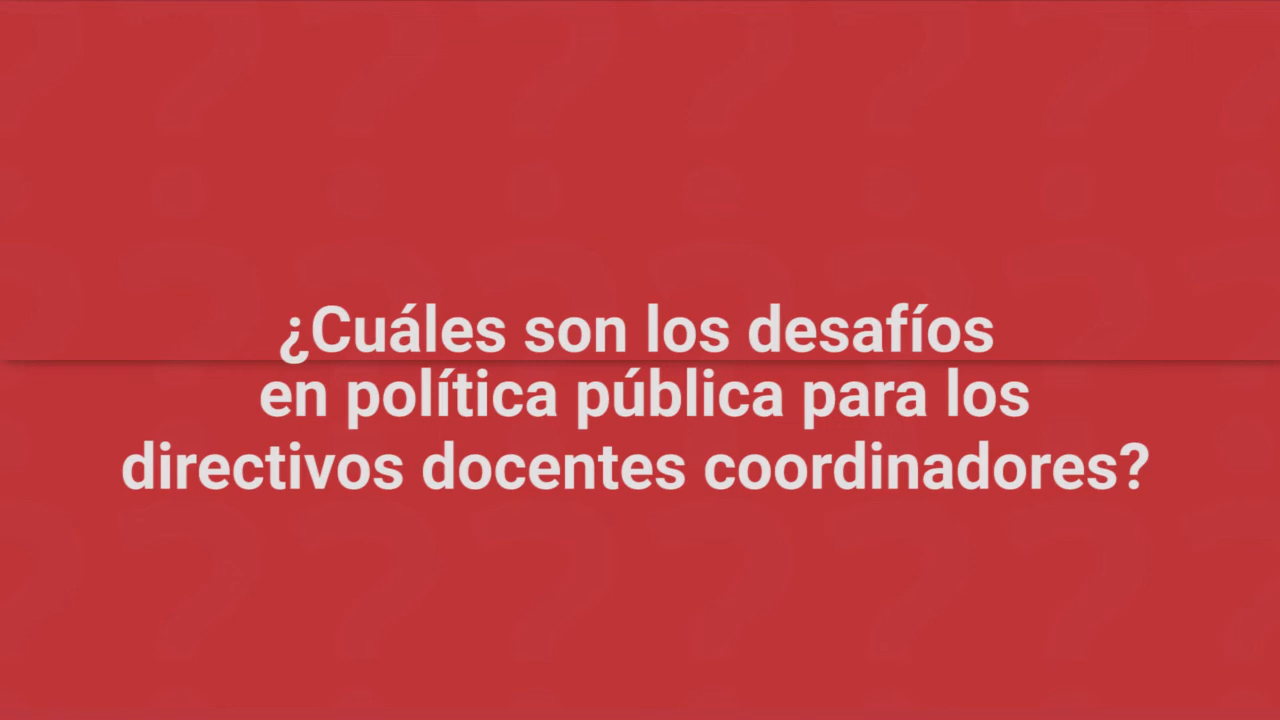 ¿Cuáles son los desafíos
en política pública para los
directivos docentes coordinadores?